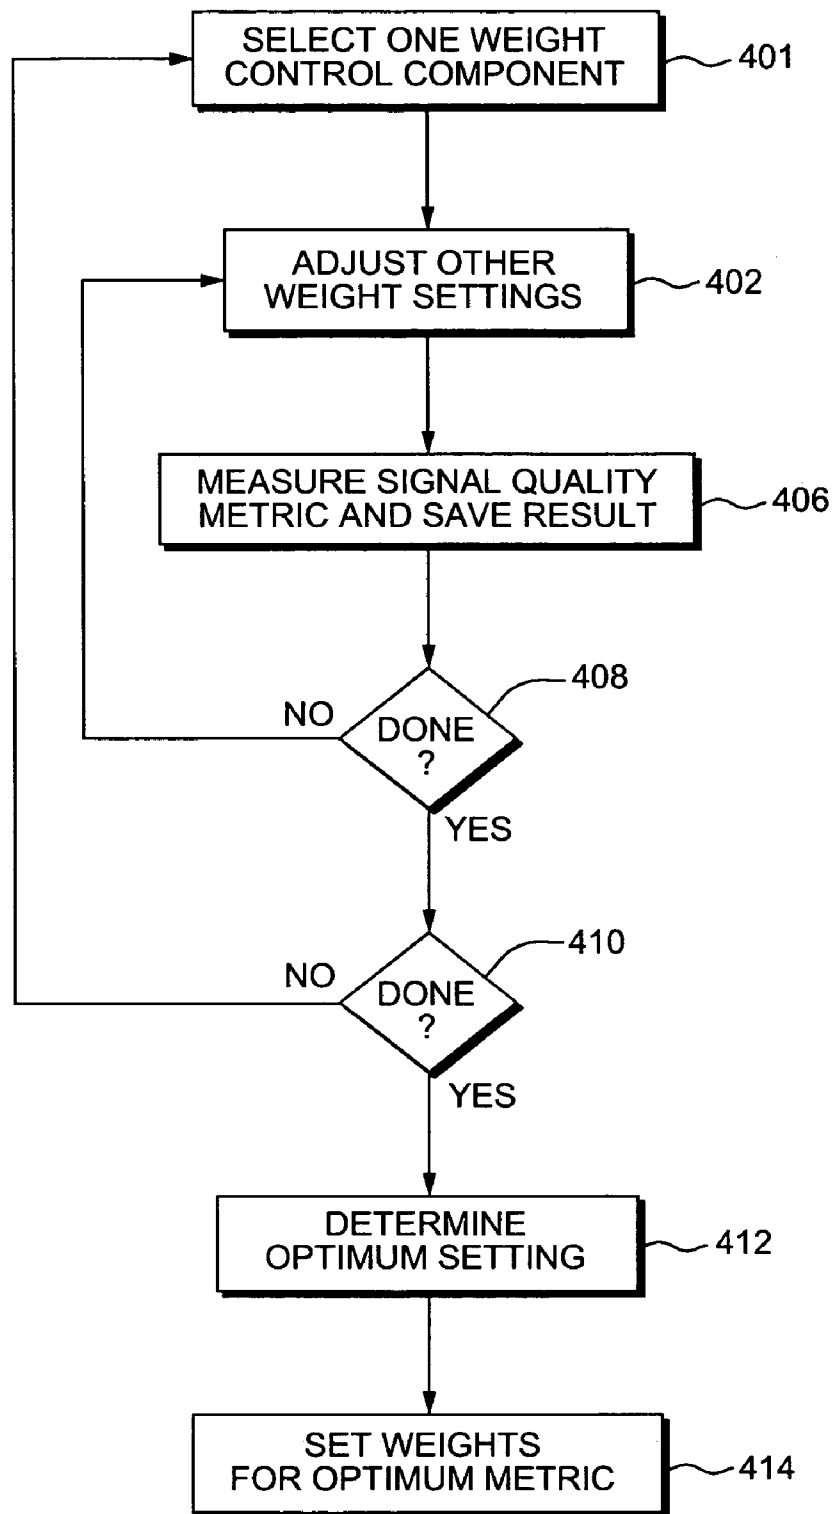 SELECT ONE WEIGHT
CONTROL COMPONENT
401
ADJUST OTHER
WEIGHT SETTINGS
402
MEASURE SIGNAL QUALITY
METRIC AND SAVE RESULT
406
408
NO
DONE
?
YES
410
NO
DONE
?
YES
DETERMINE
OPTIMUM SETTING
412
SET WEIGHTS
FOR OPTIMUM METRIC
414